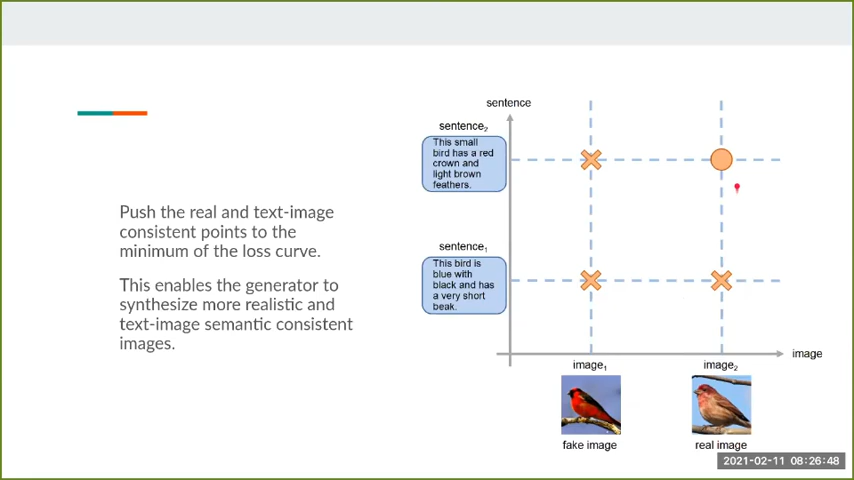 Push the real and text-image
consistent points to the
minimum of the loss curve.
This enables the generator to
synthesize more realistic and
text-image semantic consistent
images.
sentence
sentence₂
This small
bird has a red
crown and
light brown
feathers.
sentence₁
This bird is
blue with
black and has
a very short
beak.
image
image₁
image₂
fake image
real image
2021-02-11 08:26:48